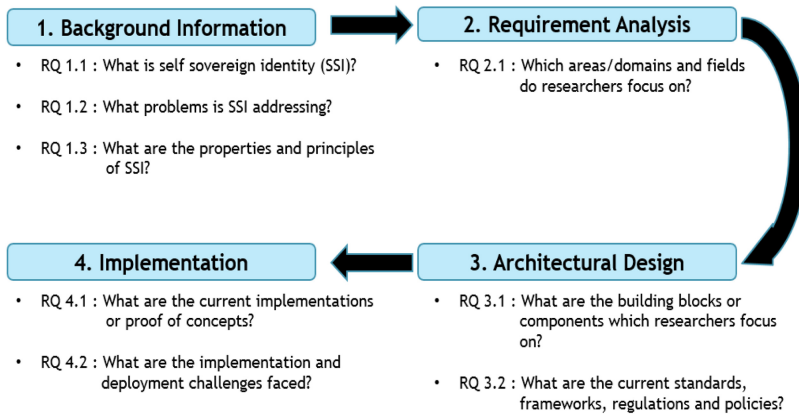 1. Background Information
• RQ 1.1 : What is self sovereign identity (SSI)?
• RQ 1.2 : What problems is SSI addressing?
• RQ 1.3 : What are the properties and principles
of SSI?
2. Requirement Analysis
• RQ 2.1 : Which areas/domains and fields
do researchers focus on?
3. Architectural Design
• RQ 3.1 : What are the building blocks or
components which researchers focus
on?
• RQ 3.2 : What are the current standards,
frameworks, regulations and policies?
4. Implementation
• RQ 4.1 : What are the current implementations
or proof of concepts?
• RQ 4.2 : What are the implementation and
deployment challenges faced?